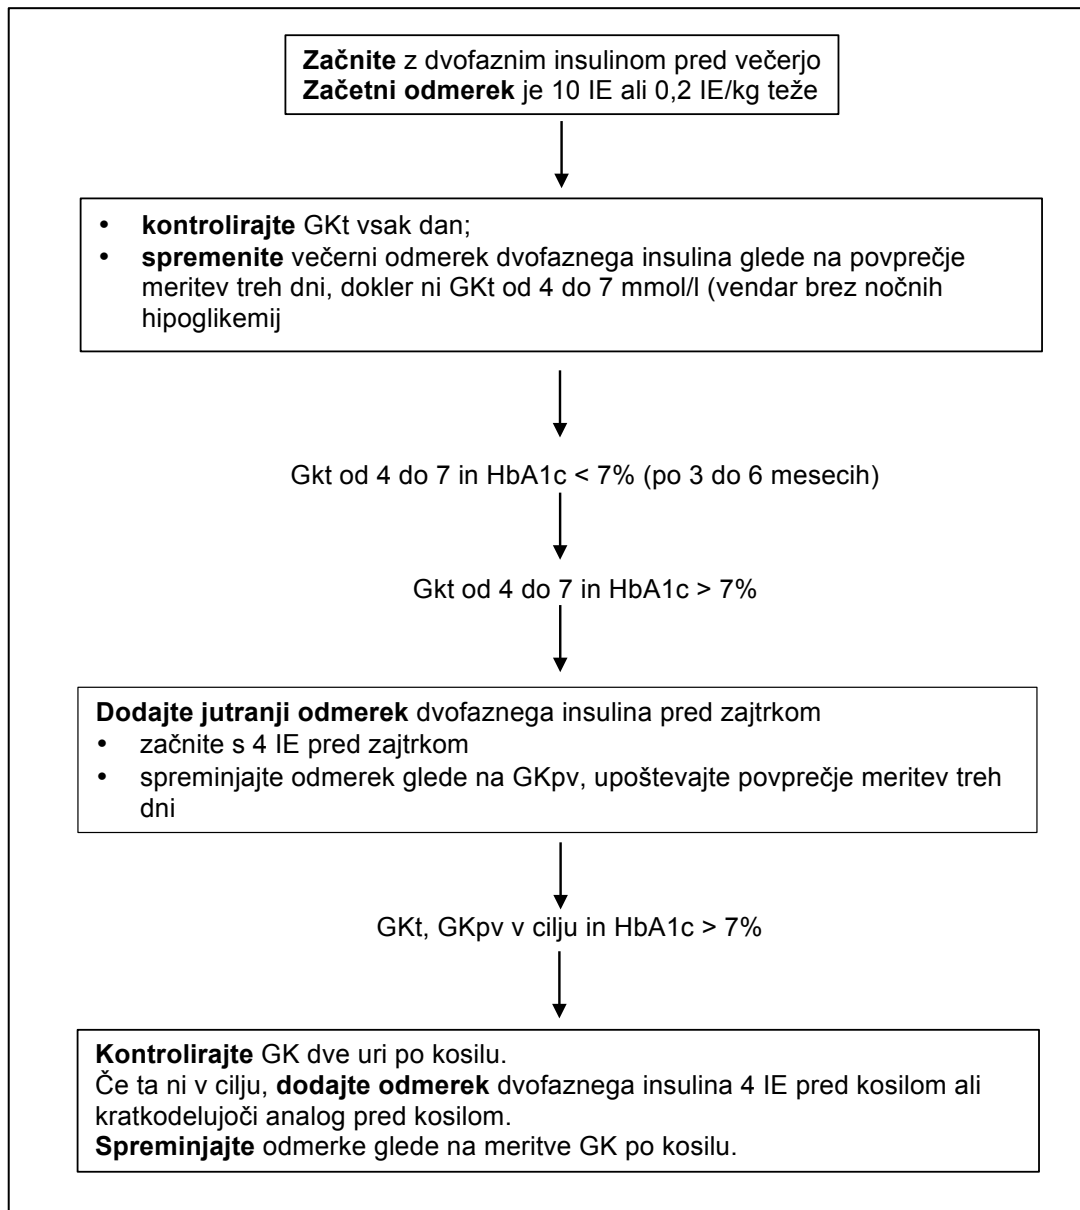 Začnite z dvofaznim insulinom pred večerjo
Začetni odmerek je 10 IE ali 0,2 IE/kg teže
• kontrolirajte GKt vsak dan;
• spremenite večerni odmerek dvofaznega insulina glede na povprečje
meritev treh dni, dokler ni GKt od 4 do 7 mmol/l (vendar brez nočnih
hipoglikemij
Gkt od 4 do 7 in HbA1c < 7% (po 3 do 6 mesecih)
Gkt od 4 do 7 in HbA1c > 7%
Dodajte jutranji odmerek dvofaznega insulina pred zajtrkom
• začnite s 4 IE pred zajtrkom
• spreminjajte odmerek glede na GKpv, upoštevajte povprečje meritev treh
dni
GKt, GKpv v cilju in HbA1c > 7%
Kontrolirajte GK dve uri po kosilu.
Če ta ni v cilju, dodajte odmerek dvofaznega insulina 4 IE pred kosilom ali
kratkodelujoči analog pred kosilom.
Spreminjajte odmerke glede na meritve GK po kosilu.